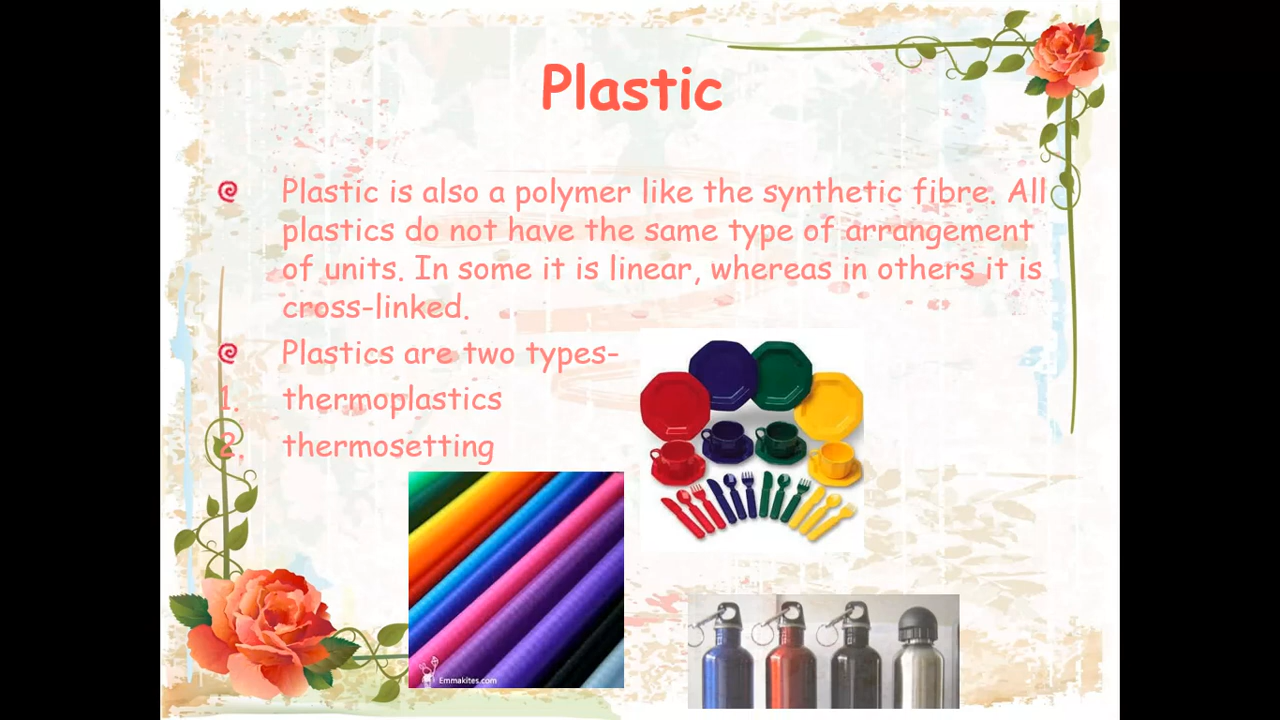 Plastic
Plastic is also a polymer like the synthetic fibre. All
plastics do not have the same type of arrangement
of units. In some it is linear, whereas in others it is
cross-linked.
Plastics are two types-
1. thermoplastics
2. thermosetting
Emmakites.com